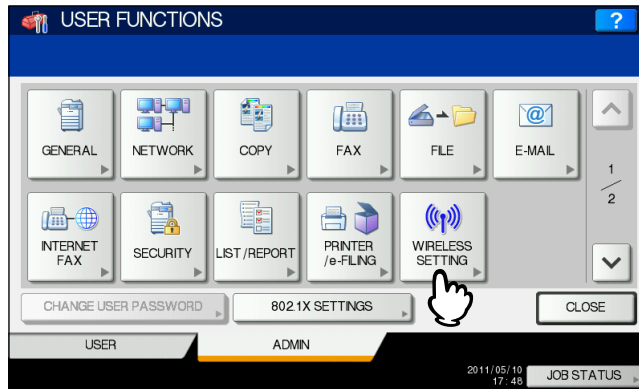 USER FUNCTIONS
?
GENERAL
NETWORK
COPY
FAX
FILE
E-MAIL
1
2
INTERNET
FAX
SECURITY
LIST/REPORT
PRINTER
/e-FILING
WIRELESS
SETTING
CHANGE USER PASSWORD
802.1X SETTINGS
CLOSE
USER
ADMIN
2011/05/10
17:48
JOB STATUS